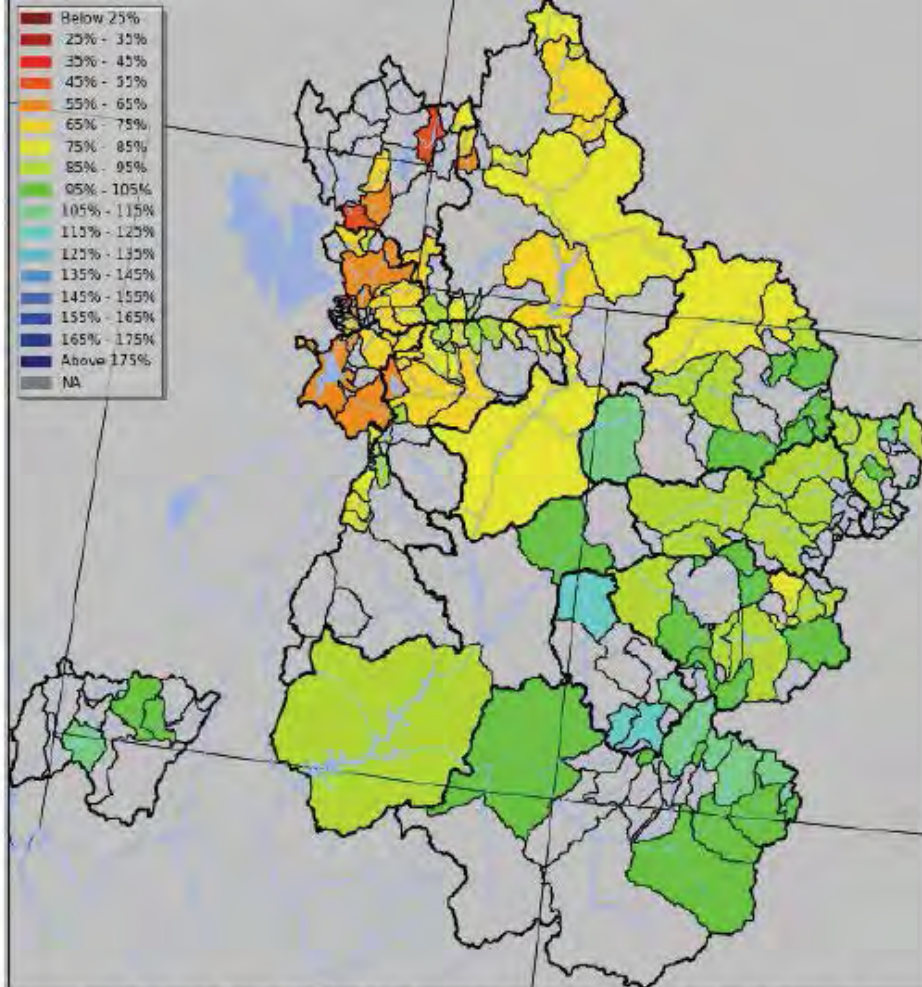 Below 25%
25% - 35%
35% - 45%
45% - 55%
55% - 65%
65% - 75%
75% - 85%
85% - 95%
95% - 105%
105% - 115%
115% - 125%
125% - 135%
135% - 145%
145% - 155%
155% - 165%
165% - 175%
Above 175%
NA